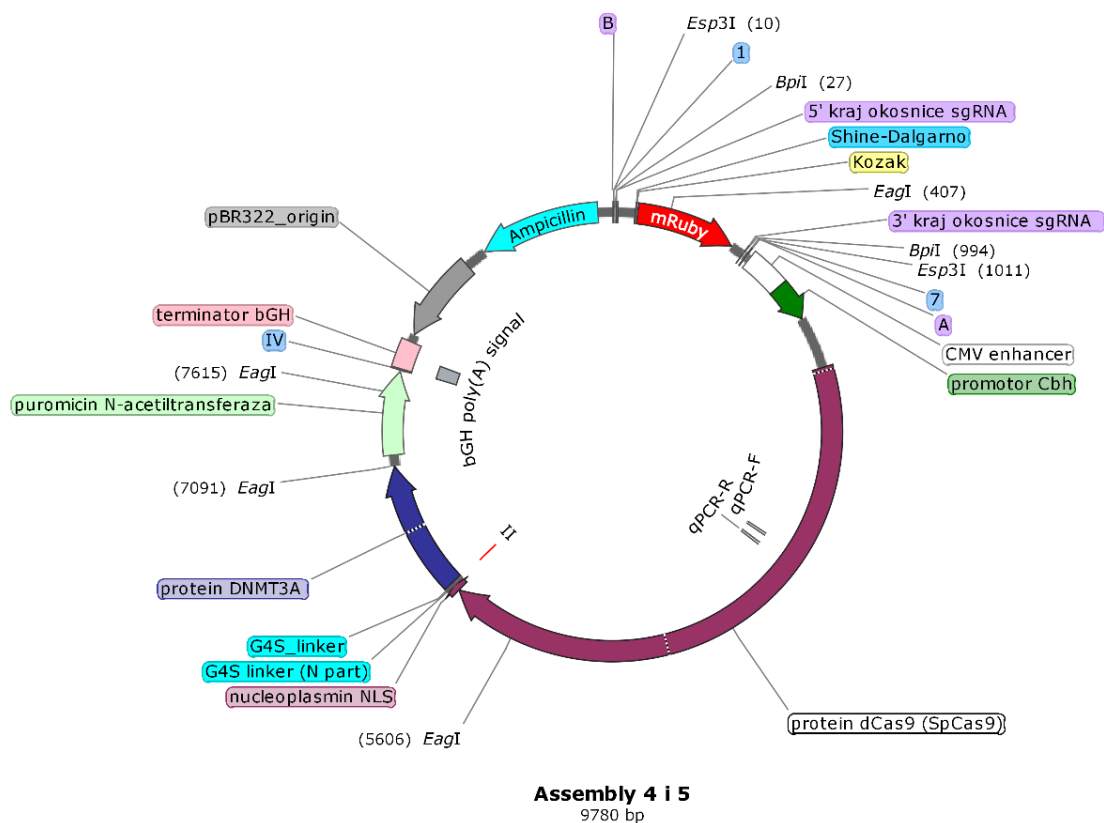 B
Esp3I (10)
1
BpiI (27)
5' kraj okosnice sgRNA
Shine-Dalgarno
Kozak
EagI (407)
mRuby
3' kraj okosnice sgRNA
BpiI (994)
Esp3I (1011)
7
A
CMV enhancer
promotor Cbh
Ampicillin
pBR322_origin
terminator bGH
IV
bGH poly(A) signal
(7615) EagI
puromicin N-acetiltransferaza
(7091) EagI
qPCR-R
qPCR-F
II
protein DNMT3A
G4S_linker
G4S linker (N part)
nucleoplasmin NLS
(5606) EagI
protein dCas9 (SpCas9)
Assembly 4 i 5
9780 bp